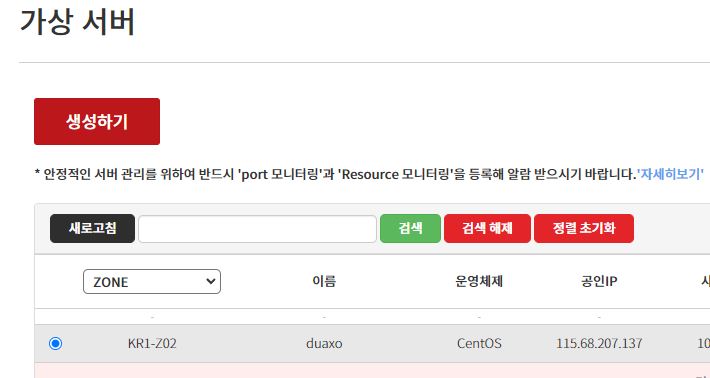 가상 서버
생성하기
* 안정적인 서버 관리를 위하여 반드시 'port 모니터링'과 'Resource 모니터링'을 등록해 알람 받으시기 바랍니다.'자세히보기'
새로고침 검색 검색 해제 정렬 초기화
ZONE 이름 운영체제 공인IP
- - - -
KR1-Z02 duaxo CentOS 115.68.207.137 10